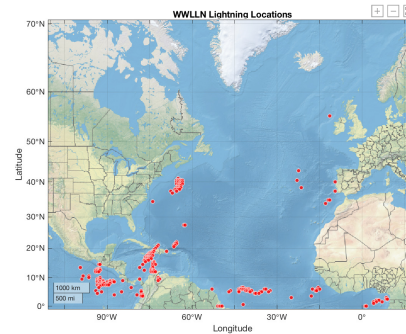 WWLLN Lightning Locations
70°N
60°N
50°N
40°N
30°N
20°N
10°N
0°
Latitude
1000 km
500 mi
90°W
60°W
30°W
0°
Longitude